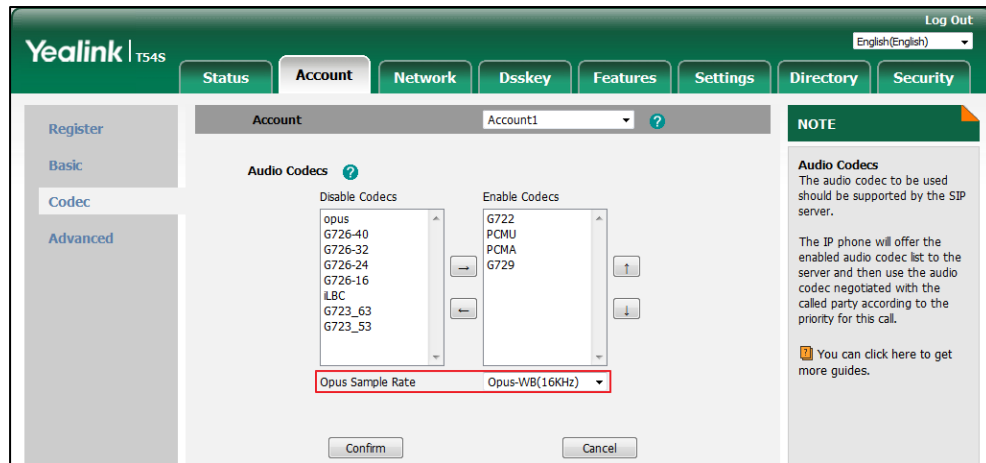 Log Out
Yealink T54S
English(English)
Status Account Network Dsskey Features Settings Directory Security
Register
Basic
Codec
Advanced
Account Account1 ?
Audio Codecs ?
Disable Codecs Enable Codecs
opus
G726-40
G726-32
G726-24
G726-16
iLBC
G723_63
G723_53
G722
PCMU
PCMA
G729
→
←
↑
↓
Opus Sample Rate Opus-WB(16KHz)
Confirm Cancel
NOTE
Audio Codecs
The audio codec to be used
should be supported by the SIP
server.
The IP phone will offer the
enabled audio codec list to the
server and then use the audio
codec negotiated with the
called party according to the
priority for this call.
? You can click here to get
more guides.